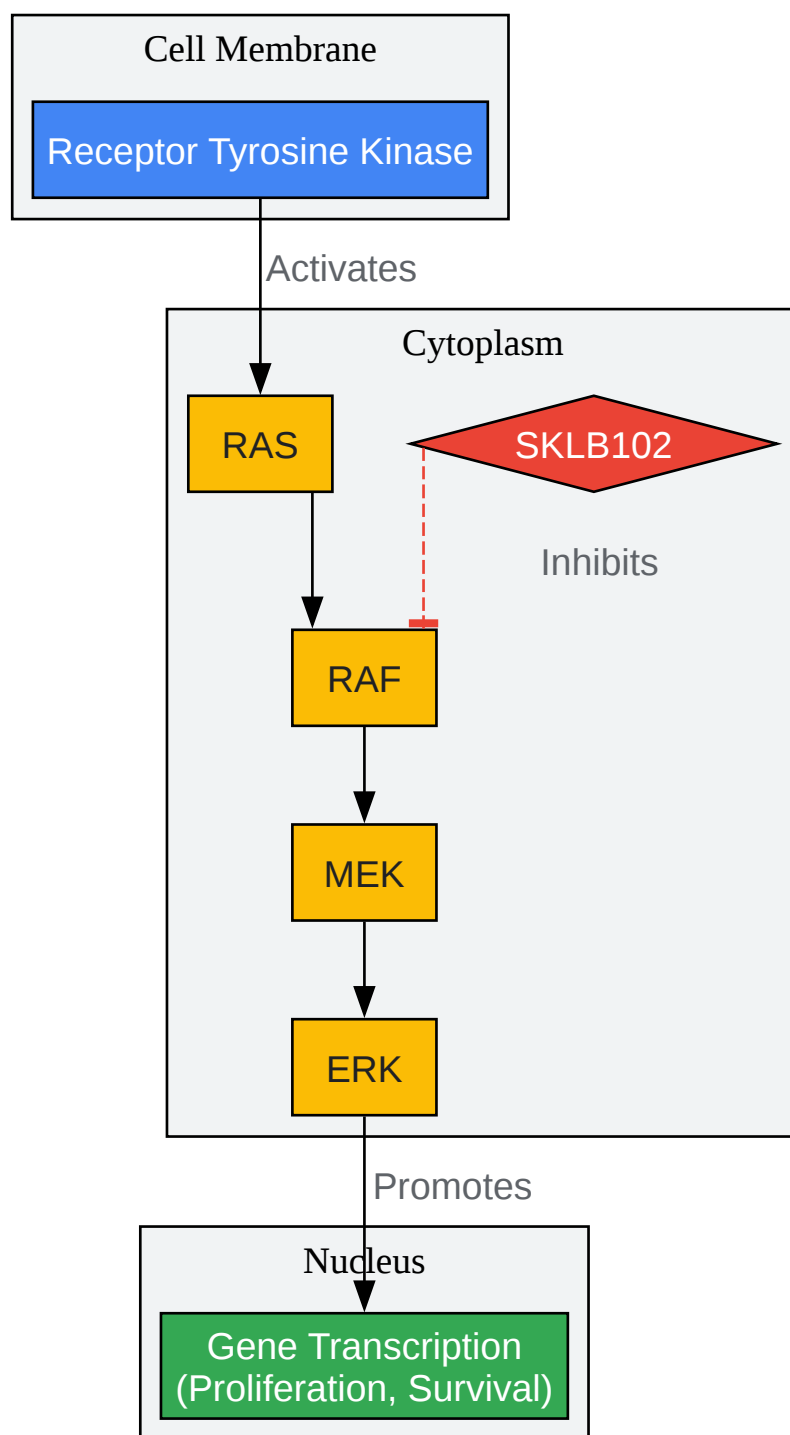 Cell Membrane
Receptor Tyrosine Kinase
Activates
Cytoplasm
RAS
SKLB102
Inhibits
RAF
MEK
ERK
Promotes
Nucleus
Gene Transcription
(Proliferation, Survival)